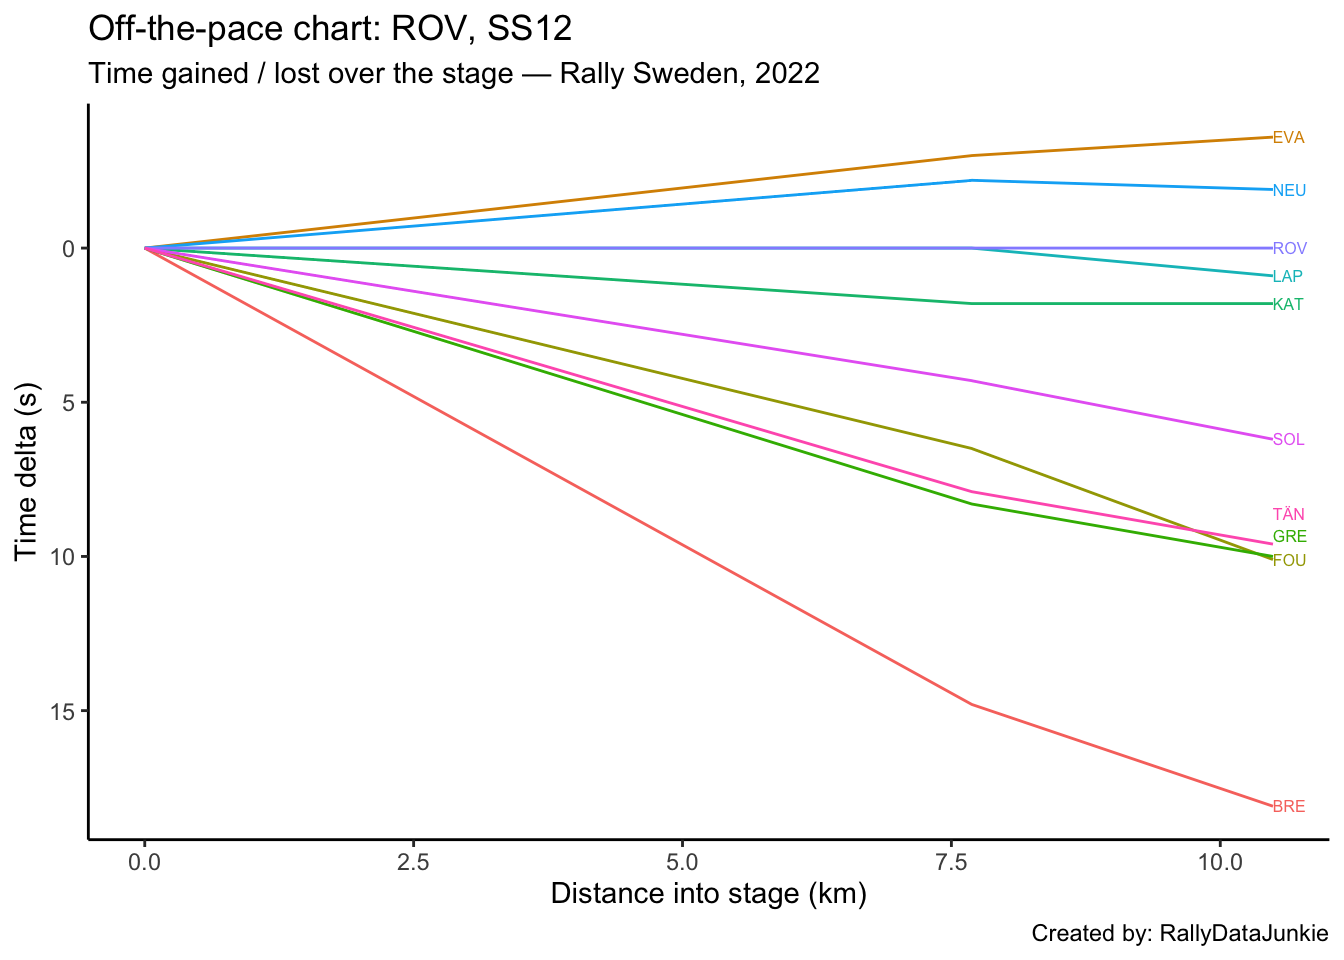 Off-the-pace chart: ROV, SS12
Time gained / lost over the stage — Rally Sweden, 2022
EVA
NEU
ROV
LAP
KAT
SOL
TÄN
GRE
FOU
BRE
0
5
10
15
Time delta (s)
0.0 2.5 5.0 7.5 10.0
Distance into stage (km)
Created by: RallyDataJunkie